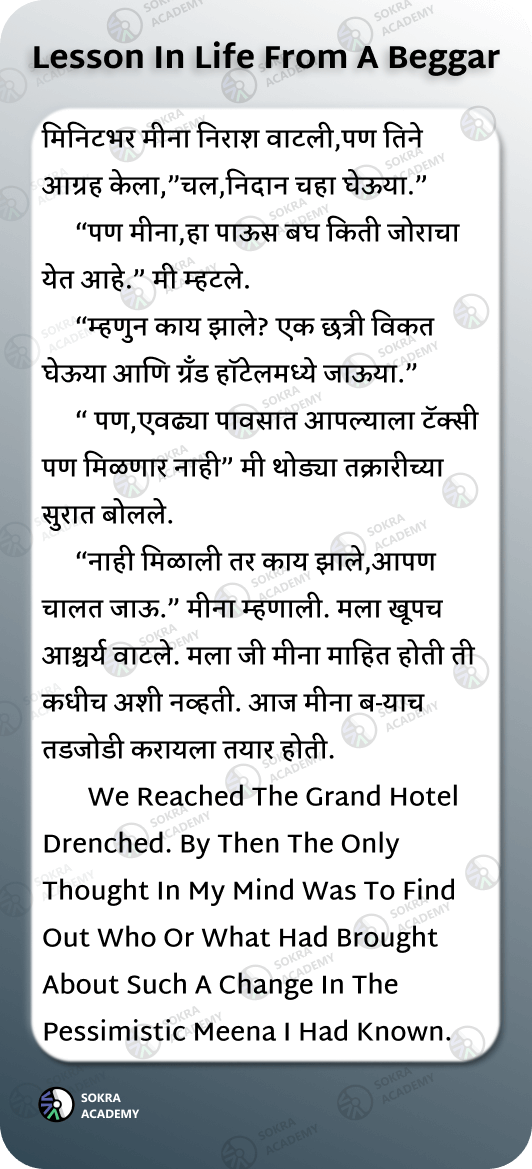 Lesson In Life From A Beggar
मिनिटभर मीना निराश वाटली,पण तिने
आग्रह केला,”चल,निदान चहा घेऊया.”
“पण मीना,हा पाऊस बघ किती जोराचा
येत आहे.” मी म्हटले.
“म्हणुन काय झाले? एक छत्री विकत
घेऊया आणि ग्रँड हॉटेलमध्ये जाऊया.”
“ पण,एवढ्या पावसात आपल्याला टॅक्सी
पण मिळणार नाही” मी थोड्या तक्रारीच्या
सुरात बोलले.
“नाही मिळाली तर काय झाले,आपण
चालत जाऊ.” मीना म्हणाली. मला खूपच
आश्चर्य वाटले. मला जी मीना माहित होती ती
कधीच अशी नव्हती. आज मीना ब-याच
तडजोडी करायला तयार होती.
We Reached The Grand Hotel
Drenched. By Then The Only
Thought In My Mind Was To Find
Out Who Or What Had Brought
About Such A Change In The
Pessimistic Meena I Had Known.
SOKRA
ACADEMY